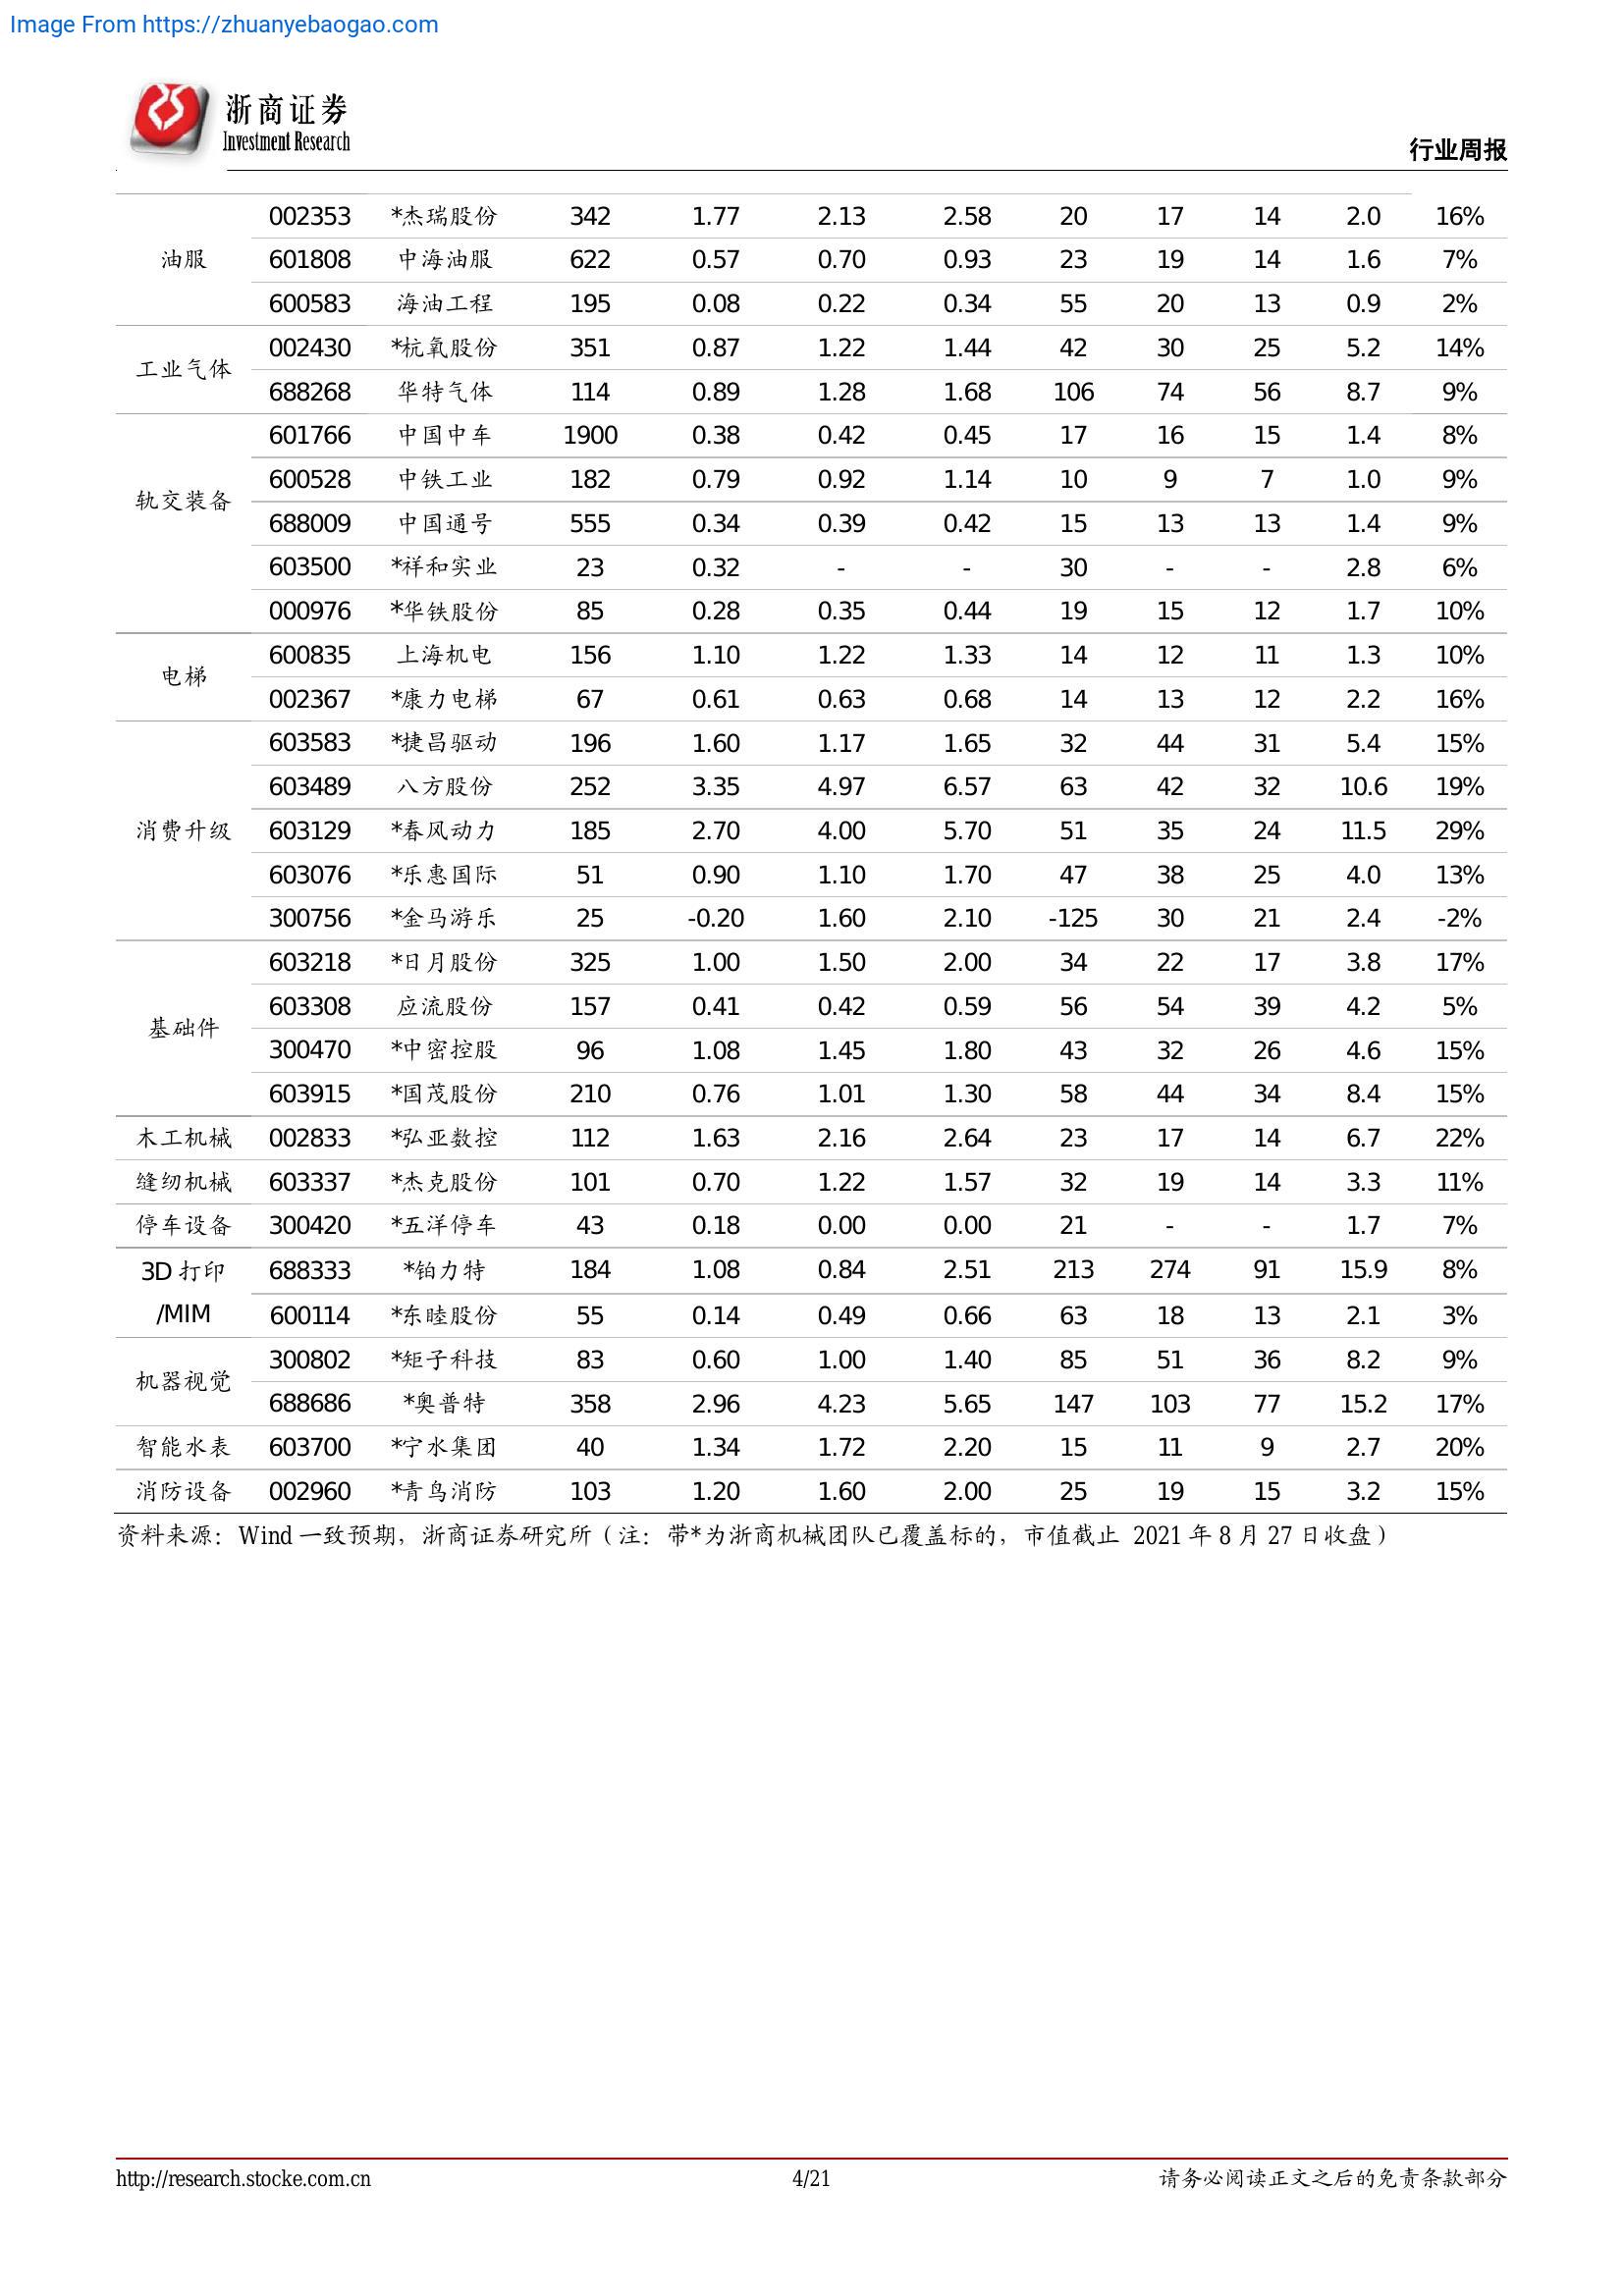 Image From https://zhuanyebaogao.com
浙商证券
Investment Research
行业周报
油服
002353 *杰瑞股份 342 1.77 2.13 2.58 20 17 14 2.0 16%
601808 中海油服 622 0.57 0.70 0.93 23 19 14 1.6 7%
600583 海油工程 195 0.08 0.22 0.34 55 20 13 0.9 2%
工业气体
002430 *杭氧股份 351 0.87 1.22 1.44 42 30 25 5.2 14%
688268 华特气体 114 0.89 1.28 1.68 106 74 56 8.7 9%
轨交装备
601766 中国中车 1900 0.38 0.42 0.45 17 16 15 1.4 8%
600528 中铁工业 182 0.79 0.92 1.14 10 9 7 1.0 9%
688009 中国通号 555 0.34 0.39 0.42 15 13 13 1.4 9%
603500 *祥和实业 23 0.32 - - 30 - - 2.8 6%
000976 *华铁股份 85 0.28 0.35 0.44 19 15 12 1.7 10%
电梯
600835 上海机电 156 1.10 1.22 1.33 14 12 11 1.3 10%
002367 *康力电梯 67 0.61 0.63 0.68 14 13 12 2.2 16%
消费升级
603583 *捷昌驱动 196 1.60 1.17 1.65 32 44 31 5.4 15%
603489 八方股份 252 3.35 4.97 6.57 63 42 32 10.6 19%
603129 *春风动力 185 2.70 4.00 5.70 51 35 24 11.5 29%
603076 *乐惠国际 51 0.90 1.10 1.70 47 38 25 4.0 13%
300756 *金马游乐 25 -0.20 1.60 2.10 -125 30 21 2.4 -2%
基础件
603218 *日月股份 325 1.00 1.50 2.00 34 22 17 3.8 17%
603308 应流股份 157 0.41 0.42 0.59 56 54 39 4.2 5%
300470 *中密控股 96 1.08 1.45 1.80 43 32 26 4.6 15%
603915 *国茂股份 210 0.76 1.01 1.30 58 44 34 8.4 15%
木工机械 002833 *弘亚数控 112 1.63 2.16 2.64 23 17 14 6.7 22%
缝纫机械 603337 *杰克股份 101 0.70 1.22 1.57 32 19 14 3.3 11%
停车设备 300420 *五洋停车 43 0.18 0.00 0.00 21 - - 1.7 7%
3D 打印 688333 *铂力特 184 1.08 0.84 2.51 213 274 91 15.9 8%
/MIM 600114 *东睦股份 55 0.14 0.49 0.66 63 18 13 2.1 3%
机器视觉
300802 *矩子科技 83 0.60 1.00 1.40 85 51 36 8.2 9%
688686 *奥普特 358 2.96 4.23 5.65 147 103 77 15.2 17%
智能水表 603700 *宁水集团 40 1.34 1.72 2.20 15 11 9 2.7 20%
消防设备 002960 *青鸟消防 103 1.20 1.60 2.00 25 19 15 3.2 15%
资料来源：Wind 一致预期，浙商证券研究所（注：带*为浙商机械团队已覆盖标的，市值截止 2021 年 8 月 27 日收盘）
http://research.stocke.com.cn 4/21 请务必阅读正文之后的免责条款部分